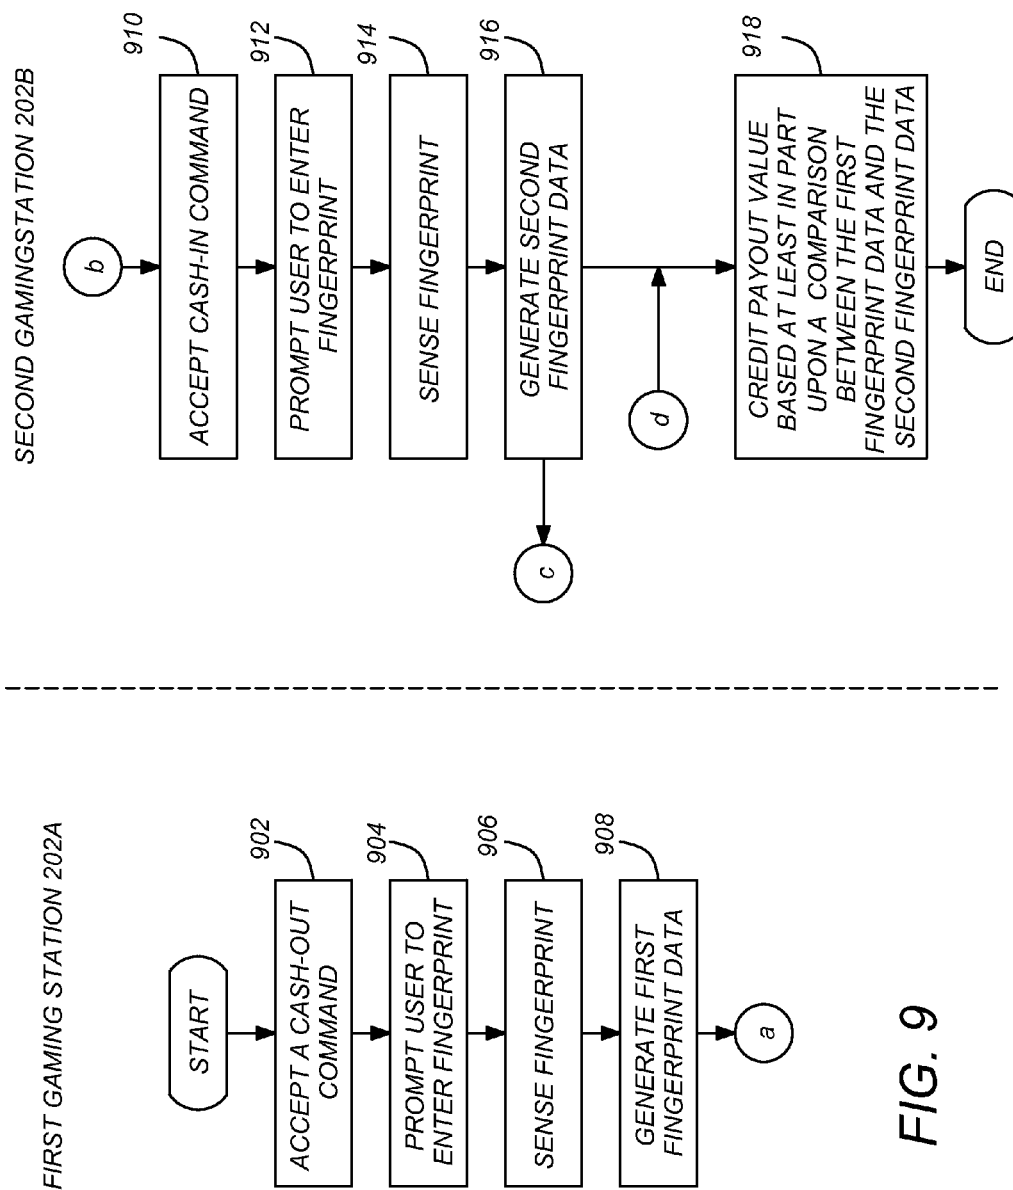 FIRST GAMING STATION 202A
START
902
ACCEPT A CASH-OUT
COMMAND
904
PROMPT USER TO
ENTER FINGERPRINT
906
SENSE FINGERPRINT
908
GENERATE FIRST
FINGERPRINT DATA
a
SECOND GAMINGSTATION 202B
b
910
ACCEPT CASH-IN COMMAND
912
PROMPT USER TO ENTER
FINGERPRINT
914
SENSE FINGERPRINT
916
GENERATE SECOND
FINGERPRINT DATA
c
d
918
CREDIT PAYOUT VALUE
BASED AT LEAST IN PART
UPON A COMPARISON
BETWEEN THE FIRST
FINGERPRINT DATA AND THE
SECOND FINGERPRINT DATA
END
FIG. 9